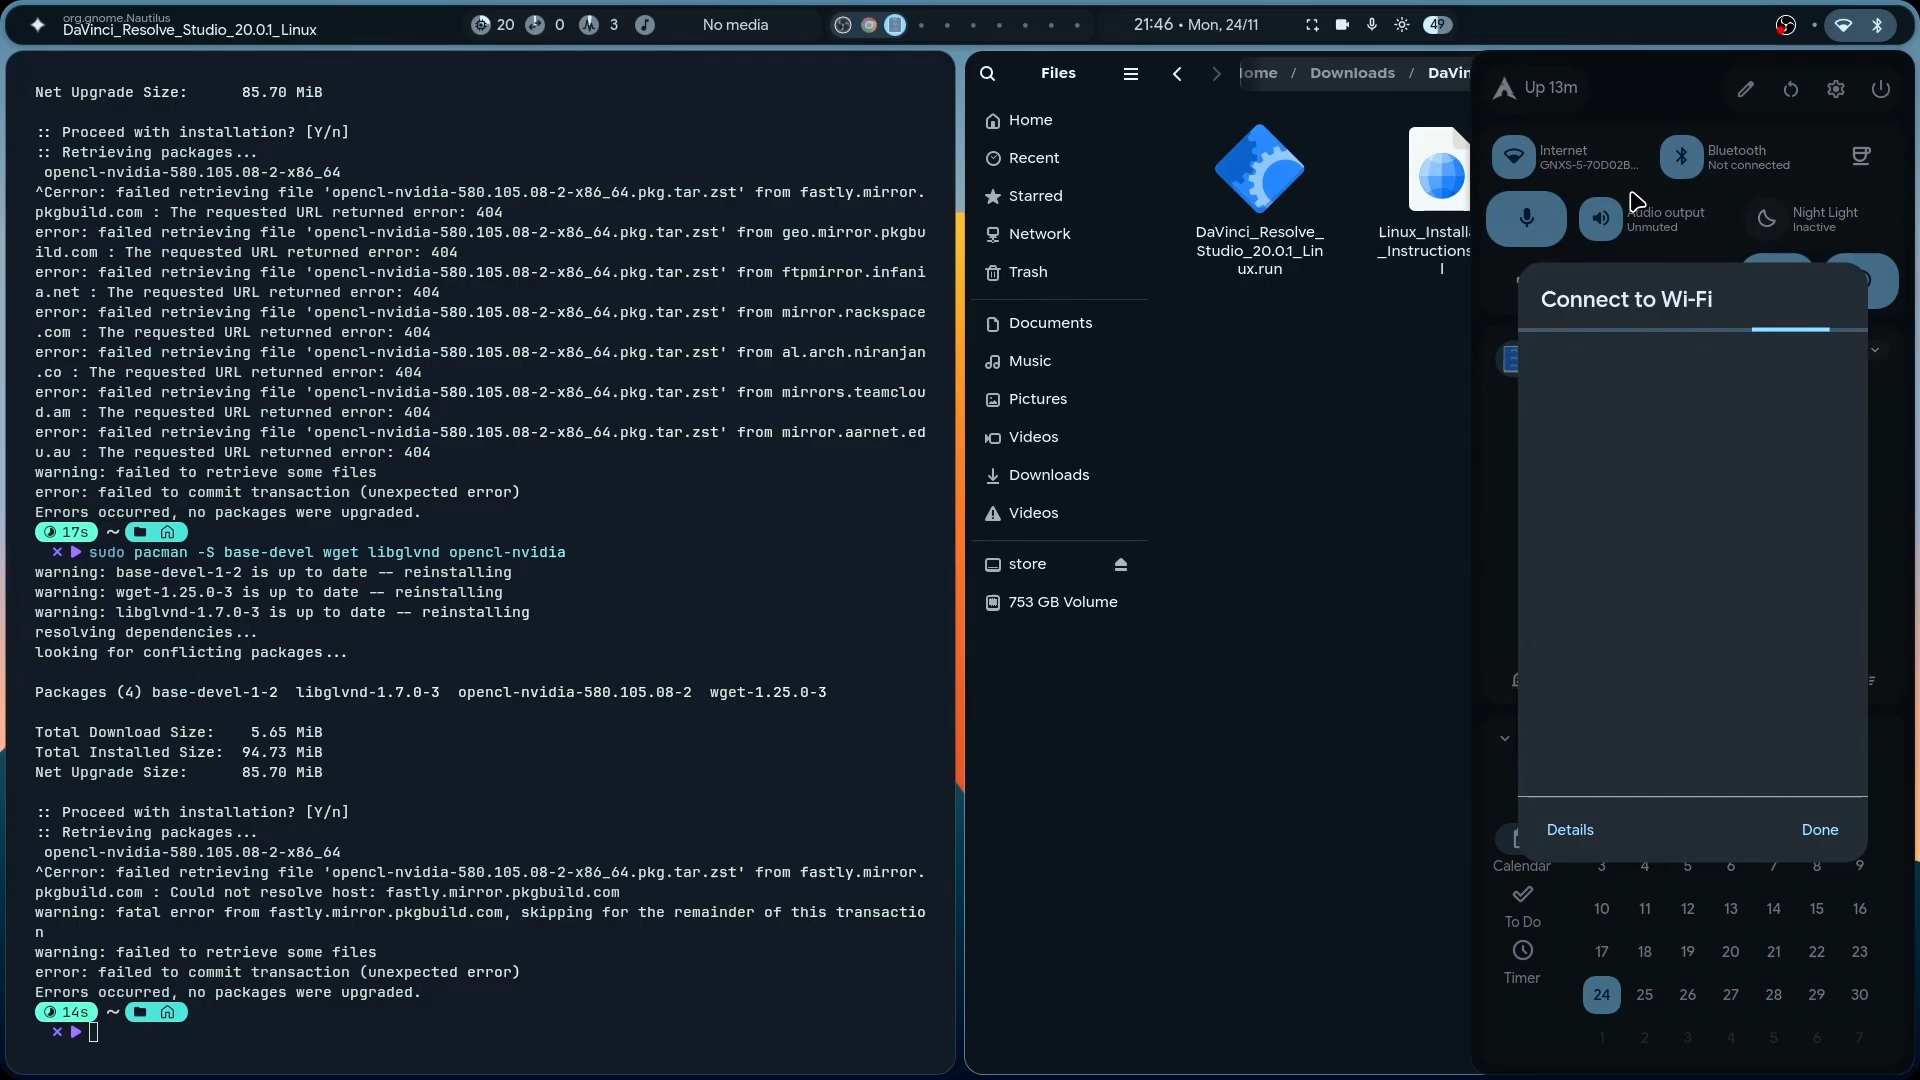 org.gnome.Nautilus
DaVinci_Resolve_Studio_20.0.1_Linux
20
0
3
No media
21:46 • Mon, 24/11
49
Net Upgrade Size:      85.70 MiB
:: Proceed with installation? [Y/n]
:: Retrieving packages...
opencl-nvidia-580.105.08-2-x86_64
^Cerror: failed retrieving file 'opencl-nvidia-580.105.08-2-x86_64.pkg.tar.zst' from fastly.mirror.
pkgbuild.com : The requested URL returned error: 404
error: failed retrieving file 'opencl-nvidia-580.105.08-2-x86_64.pkg.tar.zst' from geo.mirror.pkgbu
ild.com : The requested URL returned error: 404
error: failed retrieving file 'opencl-nvidia-580.105.08-2-x86_64.pkg.tar.zst' from ftpmirror.infani
a.net : The requested URL returned error: 404
error: failed retrieving file 'opencl-nvidia-580.105.08-2-x86_64.pkg.tar.zst' from mirror.rackspace
.com : The requested URL returned error: 404
error: failed retrieving file 'opencl-nvidia-580.105.08-2-x86_64.pkg.tar.zst' from al.arch.niranjan
.co : The requested URL returned error: 404
error: failed retrieving file 'opencl-nvidia-580.105.08-2-x86_64.pkg.tar.zst' from mirrors.teamclou
d.am : The requested URL returned error: 404
error: failed retrieving file 'opencl-nvidia-580.105.08-2-x86_64.pkg.tar.zst' from mirror.aarnet.ed
u.au : The requested URL returned error: 404
warning: failed to retrieve some files
error: failed to commit transaction (unexpected error)
Errors occurred, no packages were upgraded.
17s ~
sudo pacman -S base-devel wget libglvnd opencl-nvidia
warning: base-devel-1-2 is up to date -- reinstalling
warning: wget-1.25.0-3 is up to date -- reinstalling
warning: libglvnd-1.7.0-3 is up to date -- reinstalling
resolving dependencies...
looking for conflicting packages...
Packages (4) base-devel-1-2  libglvnd-1.7.0-3  opencl-nvidia-580.105.08-2  wget-1.25.0-3
Total Download Size:    5.65 MiB
Total Installed Size:  94.73 MiB
Net Upgrade Size:      85.70 MiB
:: Proceed with installation? [Y/n]
:: Retrieving packages...
opencl-nvidia-580.105.08-2-x86_64
^Cerror: failed retrieving file 'opencl-nvidia-580.105.08-2-x86_64.pkg.tar.zst' from fastly.mirror.
pkgbuild.com : Could not resolve host: fastly.mirror.pkgbuild.com
warning: fatal error from fastly.mirror.pkgbuild.com, skipping for the remainder of this transactio
n
warning: failed to retrieve some files
error: failed to commit transaction (unexpected error)
Errors occurred, no packages were upgraded.
14s ~
Files
Home
Recent
Starred
Network
Trash
Documents
Music
Pictures
Videos
Downloads
Videos
store
753 GB Volume
ome / Downloads / DaVin
DaVinci_Resolve_
Studio_20.0.1_Lin
ux.run
Linux_Installa
_Instructions
l
Up 13m
Internet
GNXS-5-70D02B...
Bluetooth
Not connected
Audio output
Unmuted
Night Light
Inactive
Connect to Wi-Fi
Details
Done
Calendar
To Do
Timer
3 4 5 6 7 8 9
10 11 12 13 14 15 16
17 18 19 20 21 22 23
24 25 26 27 28 29 30
1 2 3 4 5 6 7